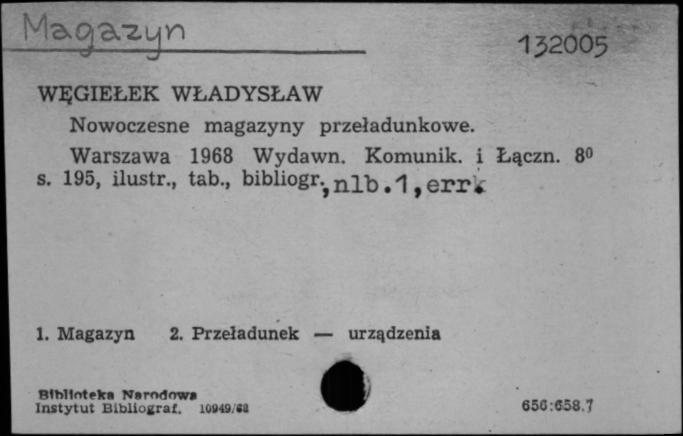 Magazyn
132005
WĘGIEŁEK WŁADYSŁAW
Nowoczesne magazyny przeładunkowe.
Warszawa 1968 Wydawn. Komunik. i Łączn. 8⁰
s. 195, ilustr., tab., bibliogr., nlb.1, err.
1. Magazyn 2. Przeładunek — urządzenia
Biblioteka Narodowa
Instytut Bibliograf. 10949/68
656:658.7